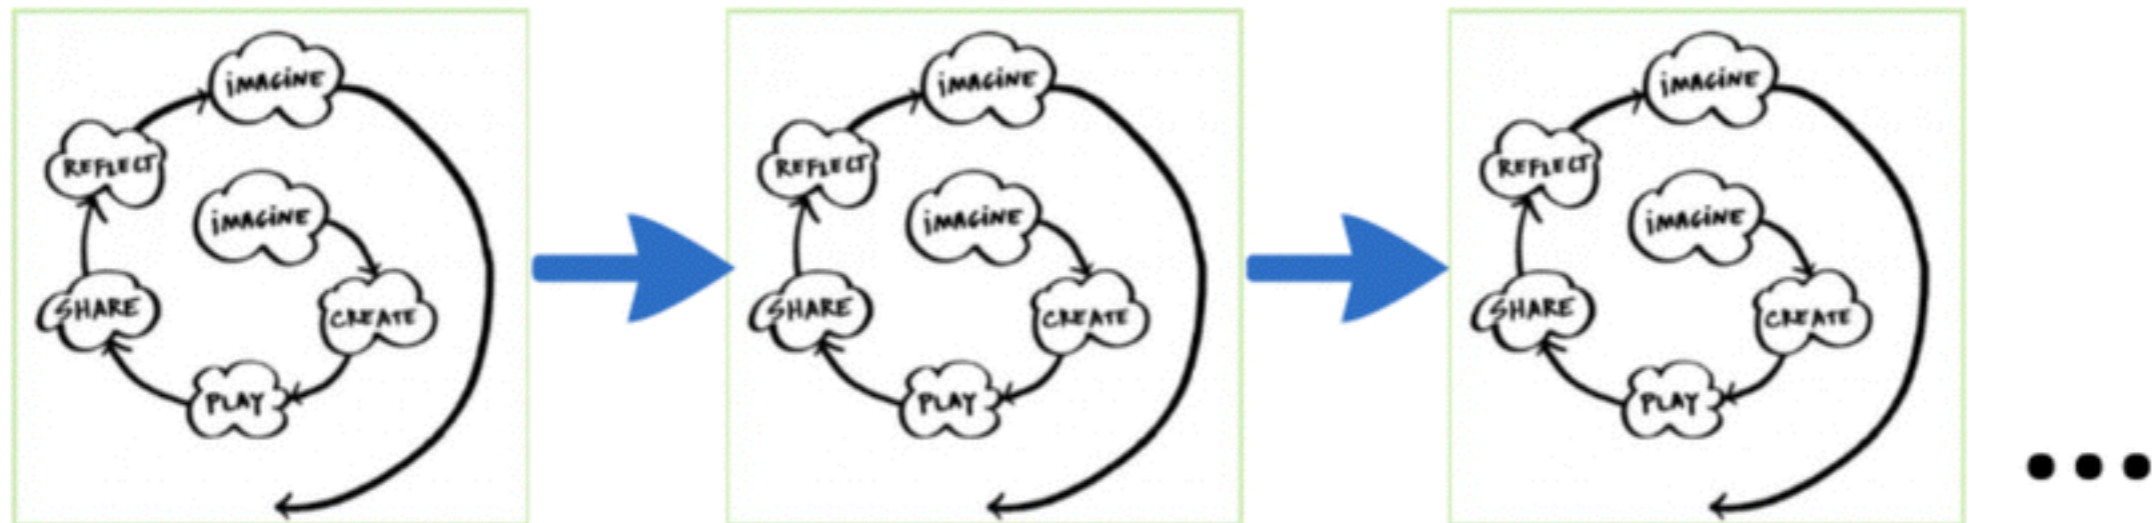 iMAGiNE
REFLECT
iMAGiNE
SHARE
CREATE
PLAY
iMAGiNE
REFLECT
iMAGiNE
SHARE
CREATE
PLAY
iMAGiNE
REFLECT
iMAGiNE
SHARE
CREATE
PLAY
...